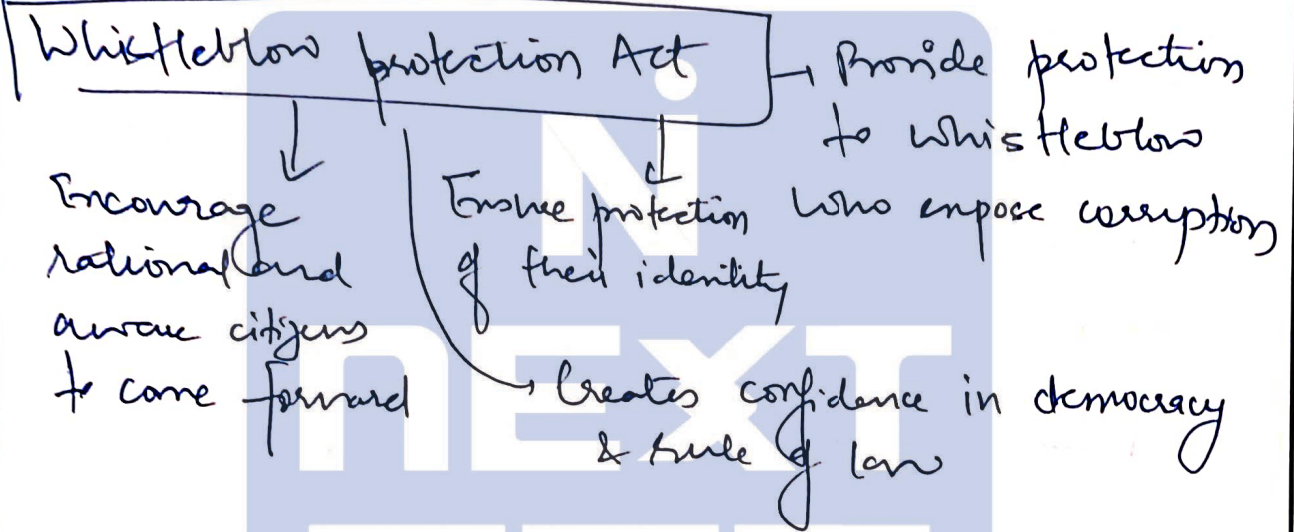 Whistleblow protection Act
→ Provide protection
to whistleblow
who expose corruption
Encourage
rational and
aware citizens
to come forward
Ensure protection
of their identity
→ Creates confidence in democracy
& rule of law
NEXT